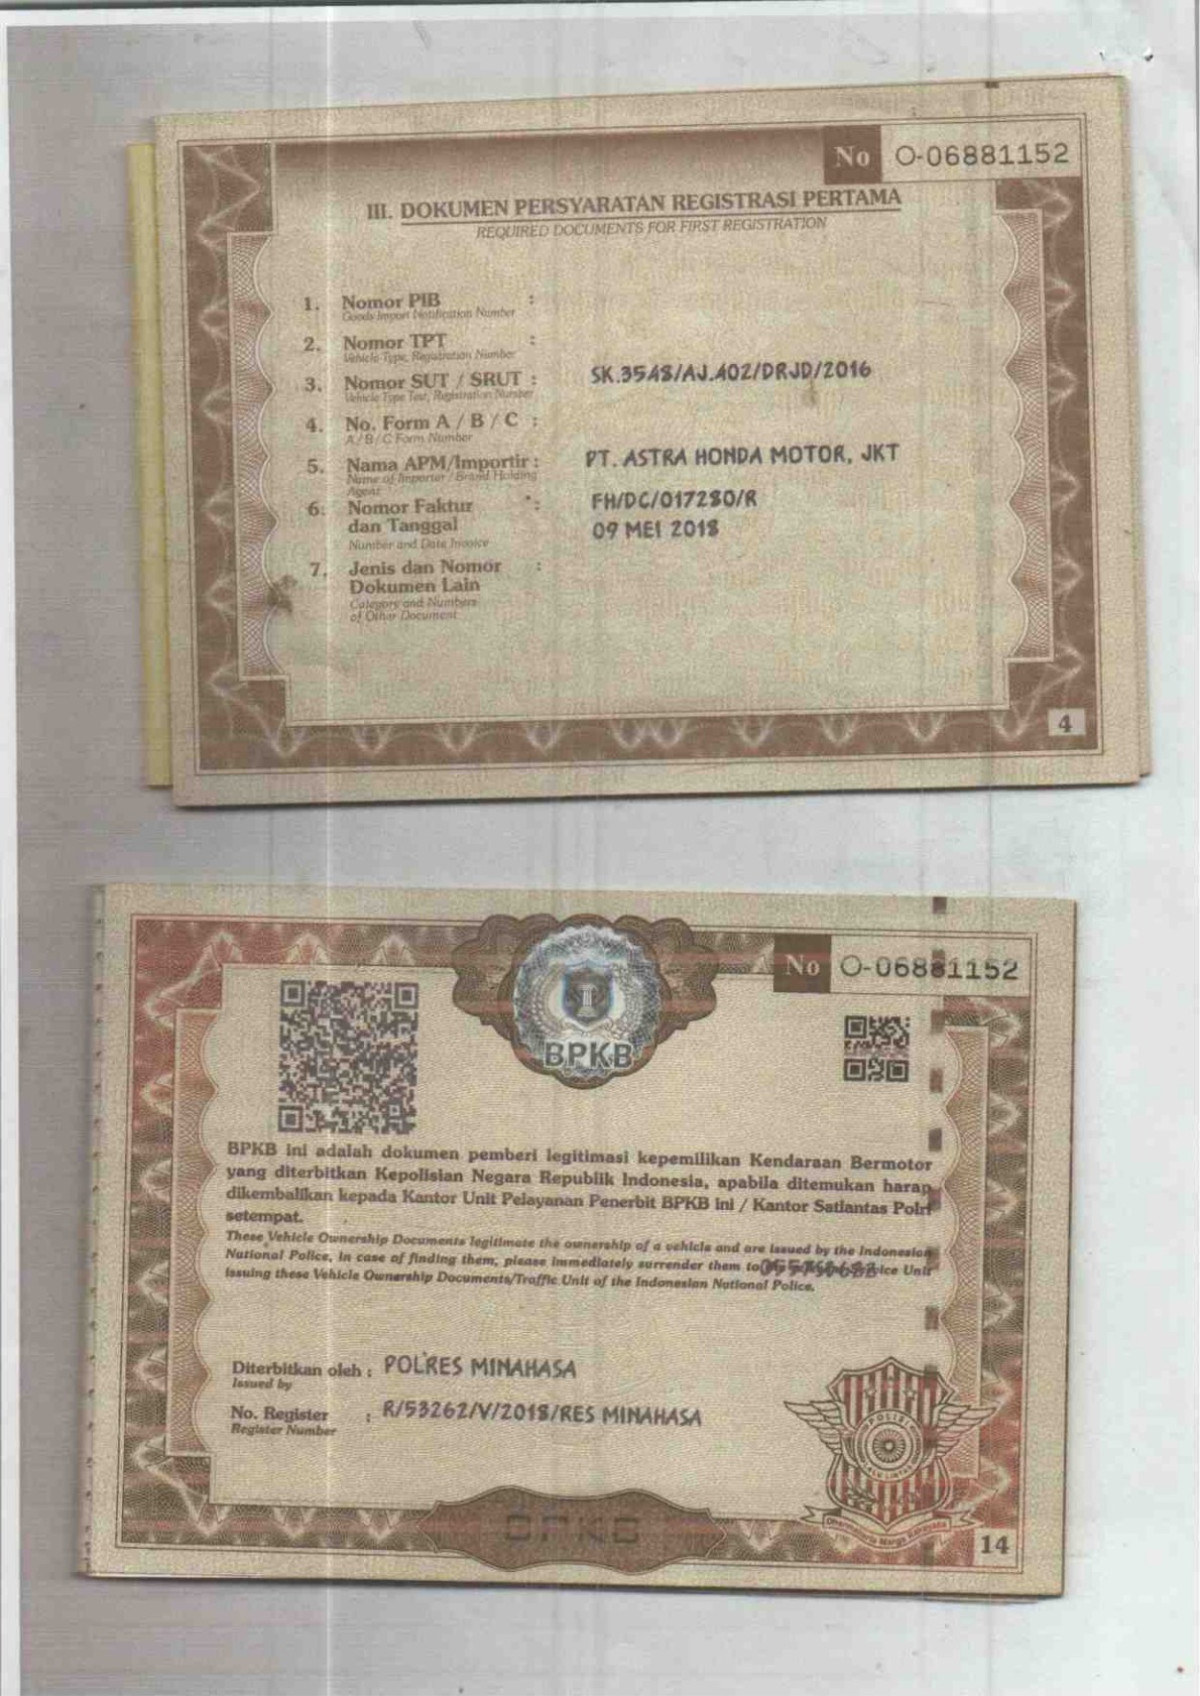 No O-06881152
III. DOKUMEN PERSYARATAN REGISTRASI PERTAMA
REQUIRED DOCUMENTS FOR FIRST REGISTRATION
1. Nomor PIB :
Goods Import Notification Number
2. Nomor TPT :
Vehicle Type, Registration Number
3. Nomor SUT / SRUT : SK.3548/AJ.402/DRJD/2016
Vehicle Type Test, Registration Number
4. No. Form A / B / C :
A / B / C Form Number
5. Nama APM/Importir : PT. ASTRA HONDA MOTOR, JKT
Name of Importer / Brand Holding
Agent
6. Nomor Faktur : FH/DC/017280/R
dan Tanggal 09 MEI 2018
Number and Date Invoice
7. Jenis dan Nomor :
Dokumen Lain
Category and Numbers
of Other Document
4
No O-06881152
BPKB
BPKB ini adalah dokumen pemberi legitimasi kepemilikan Kendaraan Bermotor
yang diterbitkan Kepolisian Negara Republik Indonesia, apabila ditemukan harap
dikembalikan kepada Kantor Unit Pelayanan Penerbit BPKB ini / Kantor Satlantas Polri
setempat.
These Vehicle Ownership Documents legitimate the ownership of a vehicle and are issued by the Indonesian
National Police, in case of finding them, please immediately surrender them to Unit
issuing these Vehicle Ownership Documents/Traffic Unit of the Indonesian National Police.
Diterbitkan oleh : POLRES MINAHASA
Issued by
No. Register : R/53262/V/2018/RES MINAHASA
Register Number
POLISI
LALU LINTAS
BPKB
14